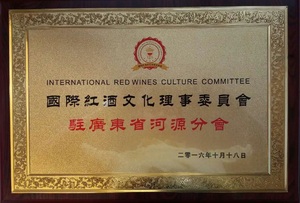 INTERNATIONAL RED WINES CULTURE COMMITTEE
國際紅酒文化理事委員會
駐廣東省河源分會
二零一六年十月十八日